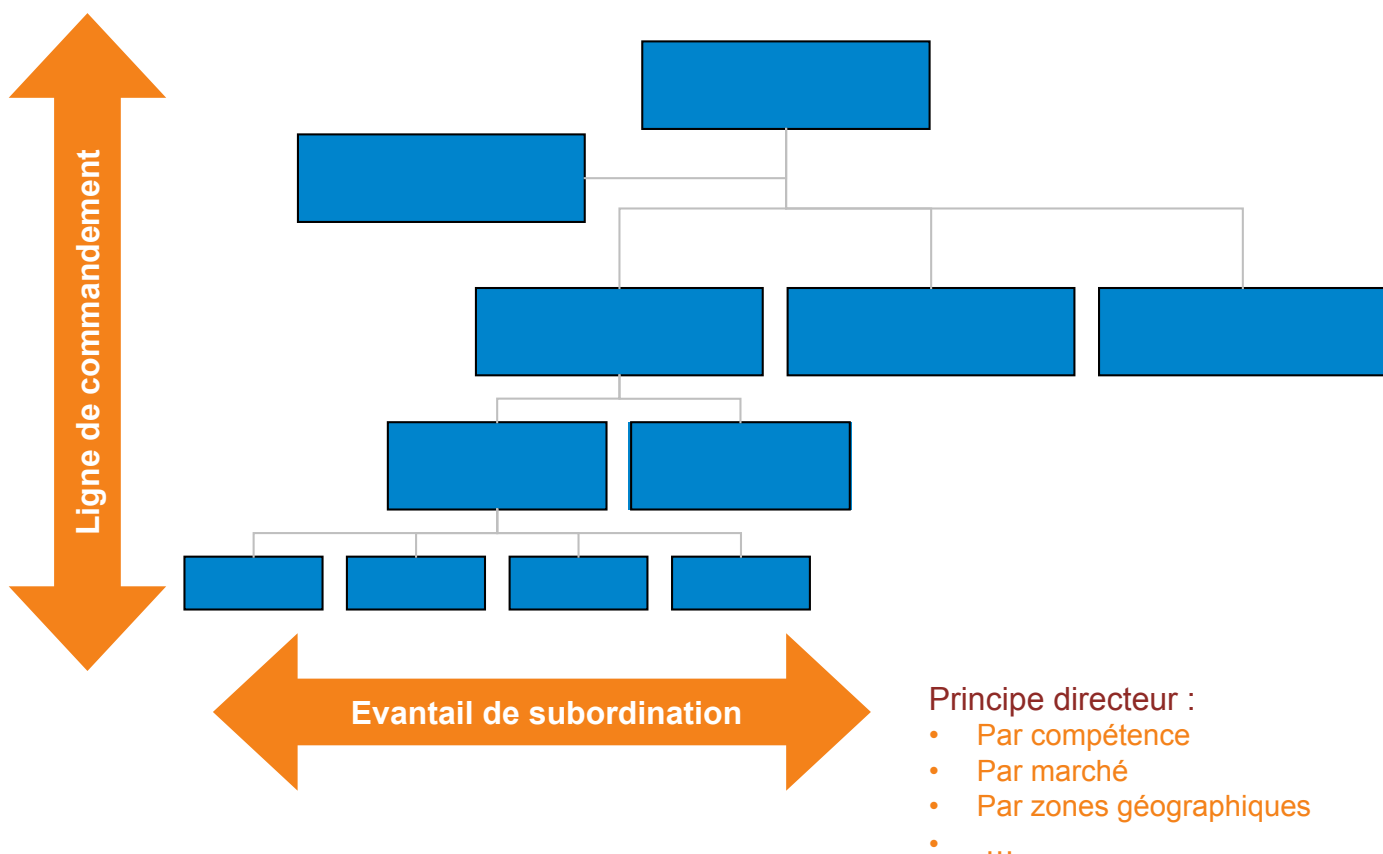 Ligne de commandement
Evantail de subordination
Principe directeur :
• Par compétence
• Par marché
• Par zones géographiques
• ...